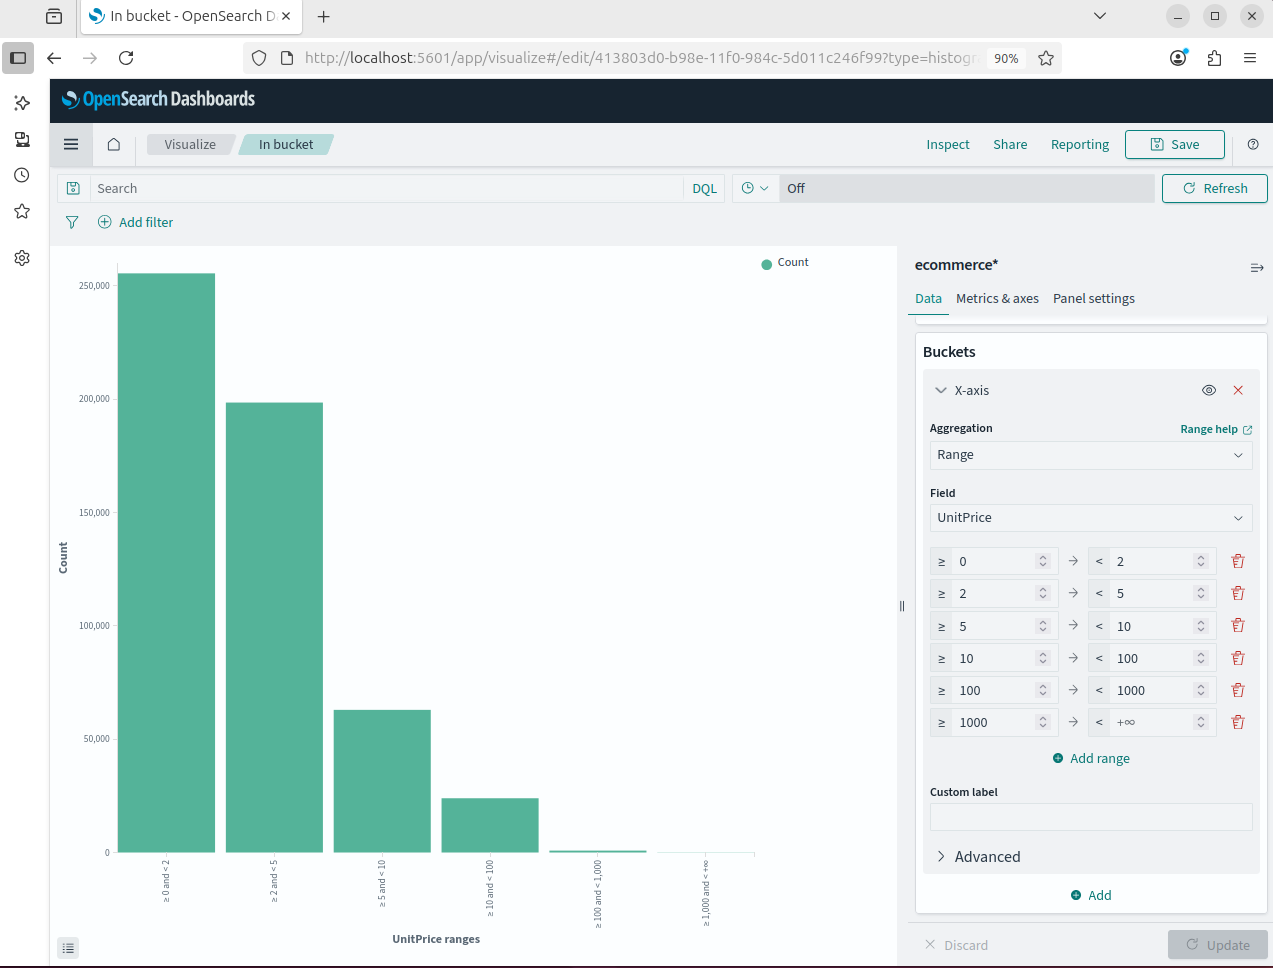 In bucket - OpenSearch D
http://localhost:5601/app/visualize#/edit/413803d0-b98e-11f0-984c-5d011c246f99?type=histogr
90%
OpenSearch Dashboards
Visualize
In bucket
Inspect
Share
Reporting
Save
Search
DQL
Off
Refresh
Add filter
Count
250,000
200,000
150,000
100,000
50,000
0
Count
≥ 0 and < 2
≥ 2 and < 5
≥ 5 and < 10
≥ 10 and < 100
≥ 100 and < 1,000
≥ 1,000 and < +∞
UnitPrice ranges
ecommerce*
Data
Metrics & axes
Panel settings
Buckets
X-axis
Aggregation
Range help
Range
Field
UnitPrice
≥ 0 → < 2
≥ 2 → < 5
≥ 5 → < 10
≥ 10 → < 100
≥ 100 → < 1000
≥ 1000 → < +∞
Add range
Custom label
Advanced
Add
Discard
Update